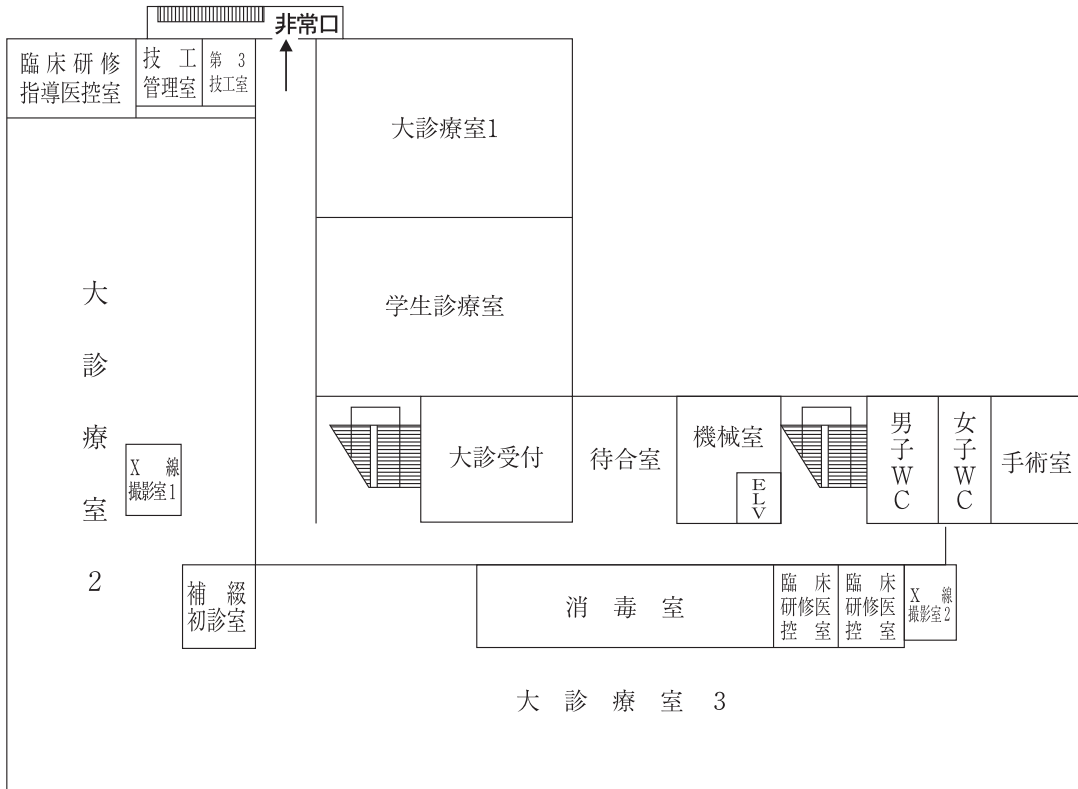 非常口
臨床研修
指導医控室
技工
管理室
第3
技工室
大診療室1
学生診療室
大診療室2
X線
撮影室1
大診受付
待合室
機械室
ELV
男子WC
女子WC
手術室
補綴
初診室
消毒室
臨床
研修医
控室
臨床
研修医
控室
X線
撮影室2
大診療室3